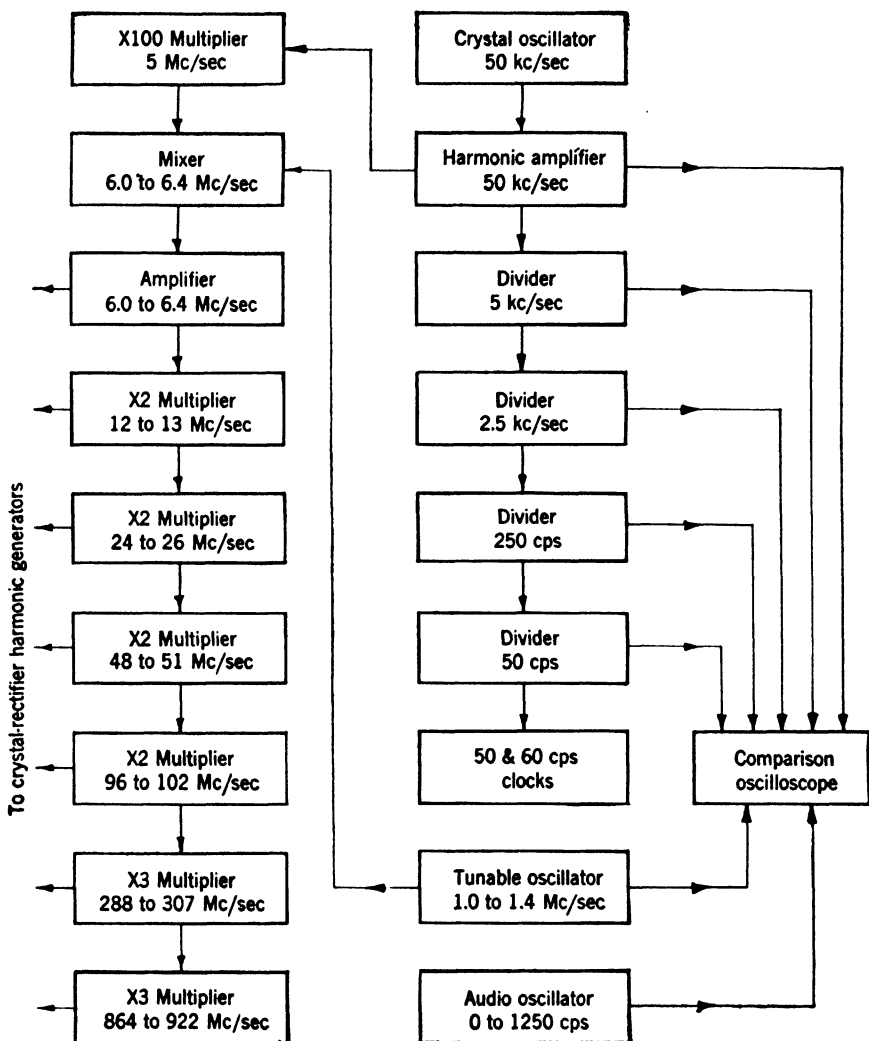 X100 Multiplier
5 Mc/sec
Mixer
6.0 to 6.4 Mc/sec
Amplifier
6.0 to 6.4 Mc/sec
X2 Multiplier
12 to 13 Mc/sec
X2 Multiplier
24 to 26 Mc/sec
X2 Multiplier
48 to 51 Mc/sec
X2 Multiplier
96 to 102 Mc/sec
X3 Multiplier
288 to 307 Mc/sec
X3 Multiplier
864 to 922 Mc/sec
To crystal-rectifier harmonic generators
Crystal oscillator
50 kc/sec
Harmonic amplifier
50 kc/sec
Divider
5 kc/sec
Divider
2.5 kc/sec
Divider
250 cps
Divider
50 cps
50 & 60 cps
clocks
Tunable oscillator
1.0 to 1.4 Mc/sec
Audio oscillator
0 to 1250 cps
Comparison
oscilloscope